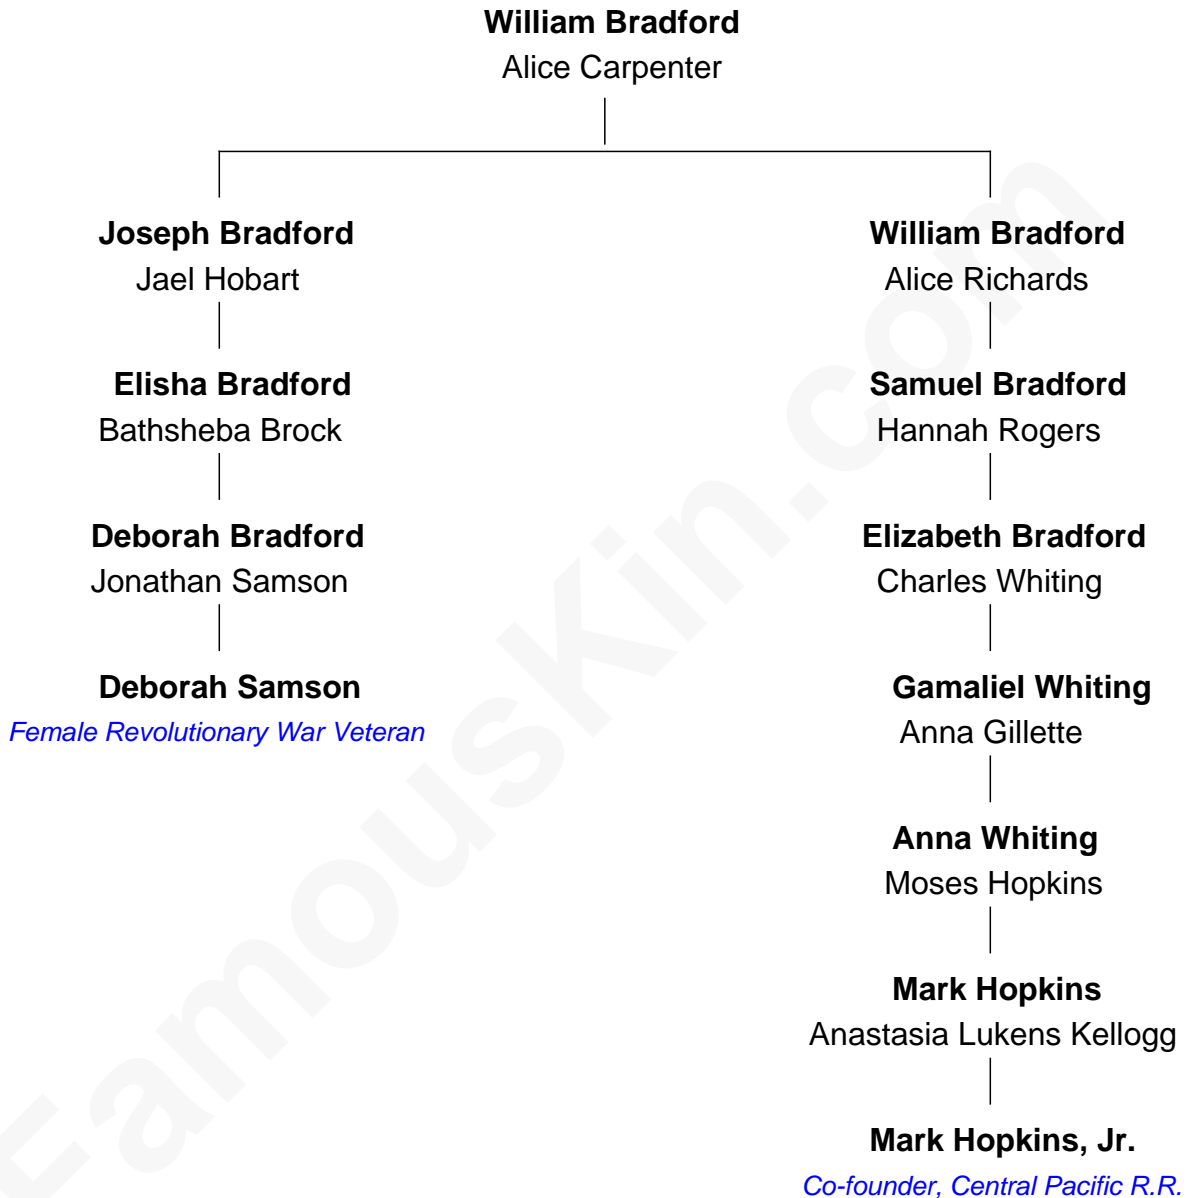 William Bradford
Alice Carpenter
Joseph Bradford
Jael Hobart
William Bradford
Alice Richards
Elisha Bradford
Bathsheba Brock
Samuel Bradford
Hannah Rogers
Deborah Bradford
Jonathan Samson
Elizabeth Bradford
Charles Whiting
Deborah Samson
Female Revolutionary War Veteran
Gamaliel Whiting
Anna Gillette
Anna Whiting
Moses Hopkins
Mark Hopkins
Anastasia Lukens Kellogg
Mark Hopkins, Jr.
Co-founder, Central Pacific R.R.
FamousKin.com